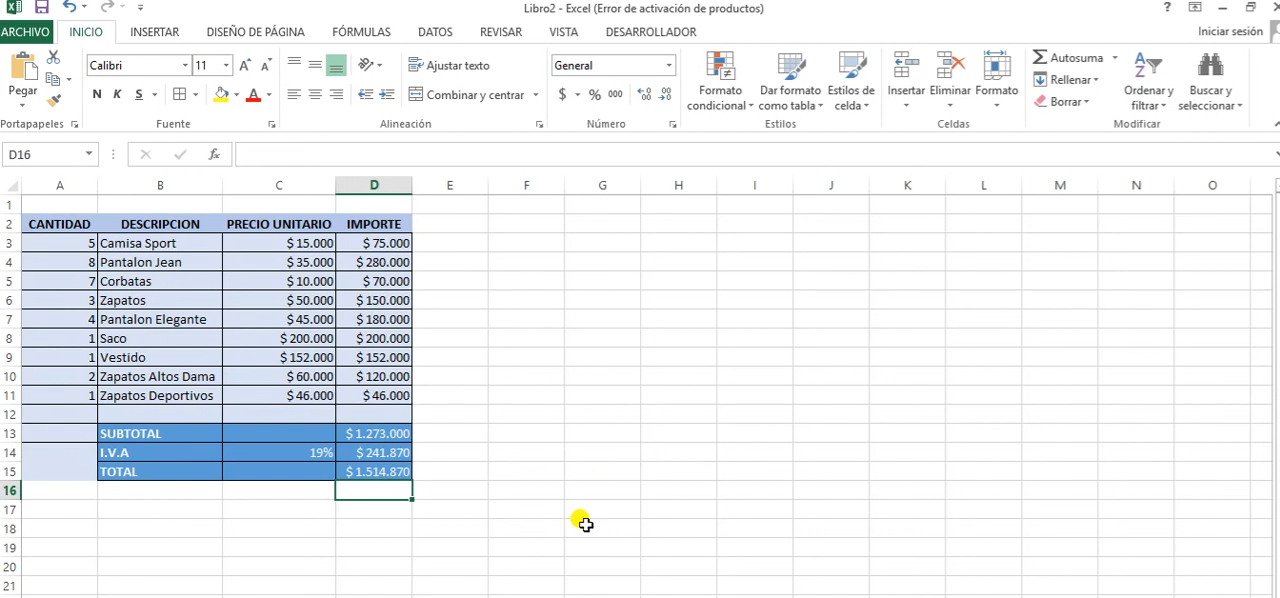 Libro2 - Excel (Error de activación de productos)
?
ARCHIVO INICIO INSERTAR DISEÑO DE PÁGINA FÓRMULAS DATOS REVISAR VISTA DESARROLLADOR Iniciar sesión
Pegar
Portapapeles
Calibri 11
N K S
Fuente
Ajustar texto
Combinar y centrar
Alineación
General
$ % 000
Número
Formato condicional
Dar formato como tabla
Estilos de celda
Estilos
Insertar Eliminar Formato
Celdas
Autosuma
Rellenar
Borrar
Ordenar y filtrar
Buscar y seleccionar
Modificar
D16 fx
A B C D E F G H I J K L M N O
1
2 CANTIDAD DESCRIPCION PRECIO UNITARIO IMPORTE
3 5 Camisa Sport $ 15.000 $ 75.000
4 8 Pantalon Jean $ 35.000 $ 280.000
5 7 Corbatas $ 10.000 $ 70.000
6 3 Zapatos $ 50.000 $ 150.000
7 4 Pantalon Elegante $ 45.000 $ 180.000
8 1 Saco $ 200.000 $ 200.000
9 1 Vestido $ 152.000 $ 152.000
10 2 Zapatos Altos Dama $ 60.000 $ 120.000
11 1 Zapatos Deportivos $ 46.000 $ 46.000
12
13 SUBTOTAL $ 1.273.000
14 I.V.A 19% $ 241.870
15 TOTAL $ 1.514.870
16
17
18
19
20
21